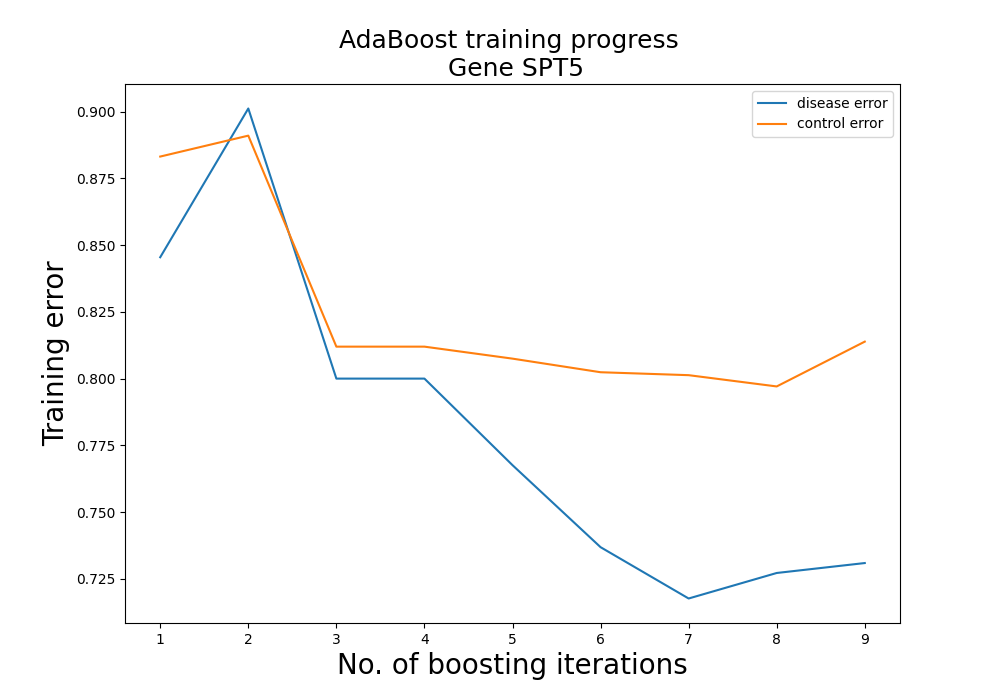 AdaBoost training progress
Gene SPT5
disease error
control error
Training error
0.900
0.875
0.850
0.825
0.800
0.775
0.750
0.725
1 2 3 4 5 6 7 8 9
No. of boosting iterations